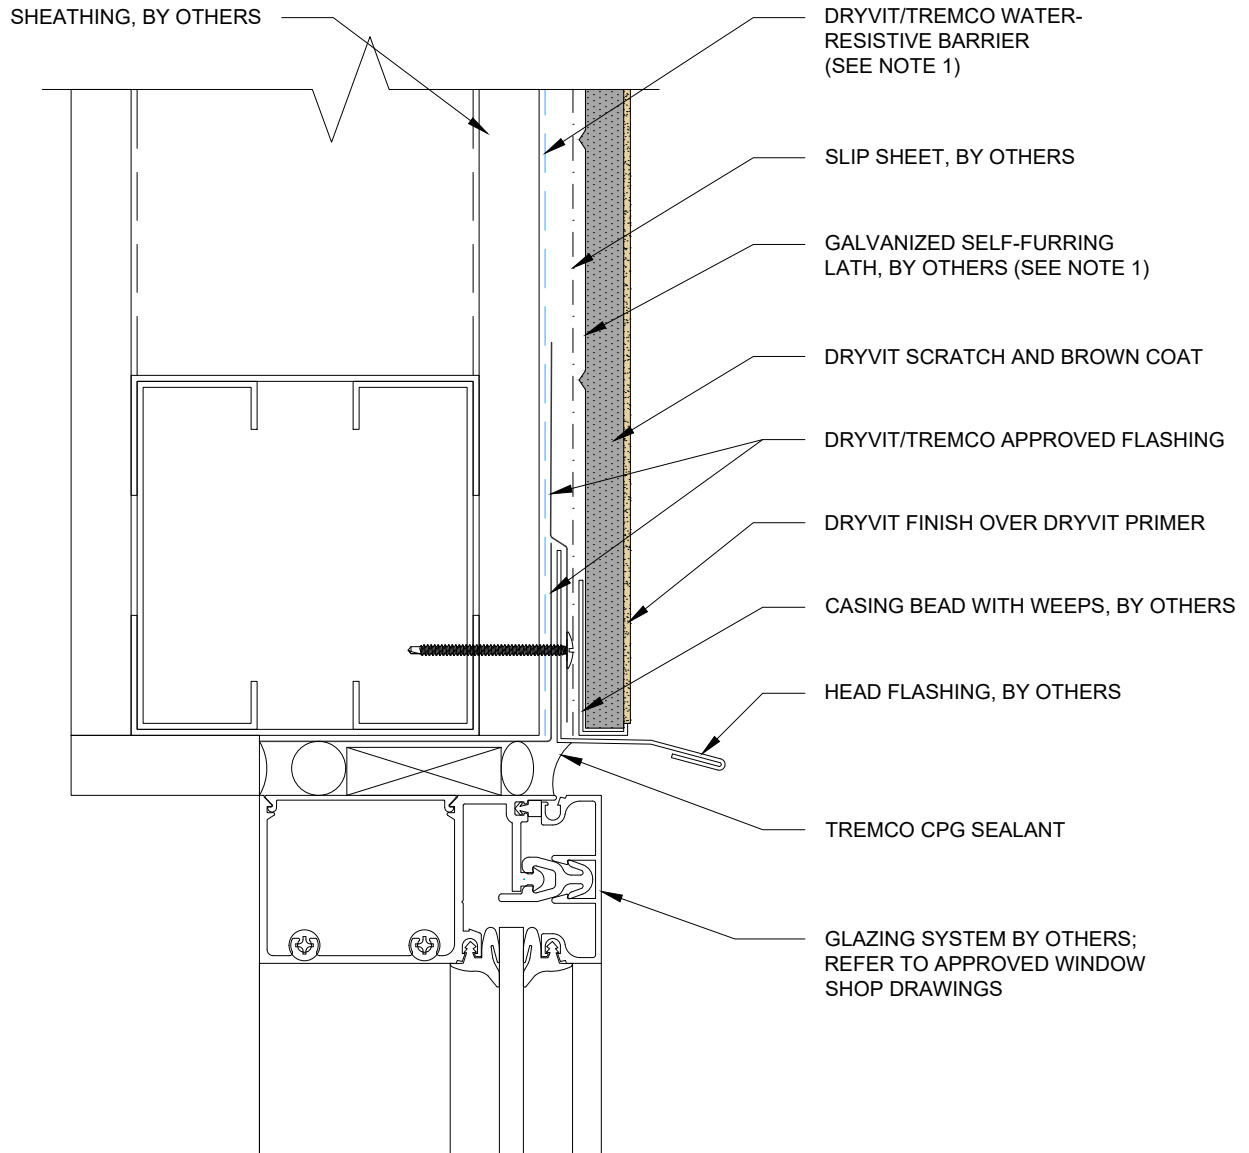 SHEATHING, BY OTHERS
DRYVIT/TREMCO WATER-
RESISTIVE BARRIER
(SEE NOTE 1)
SLIP SHEET, BY OTHERS
GALVANIZED SELF-FURRING
LATH, BY OTHERS (SEE NOTE 1)
DRYVIT SCRATCH AND BROWN COAT
DRYVIT/TREMCO APPROVED FLASHING
DRYVIT FINISH OVER DRYVIT PRIMER
CASING BEAD WITH WEEPS, BY OTHERS
HEAD FLASHING, BY OTHERS
TREMCO CPG SEALANT
GLAZING SYSTEM BY OTHERS;
REFER TO APPROVED WINDOW
SHOP DRAWINGS